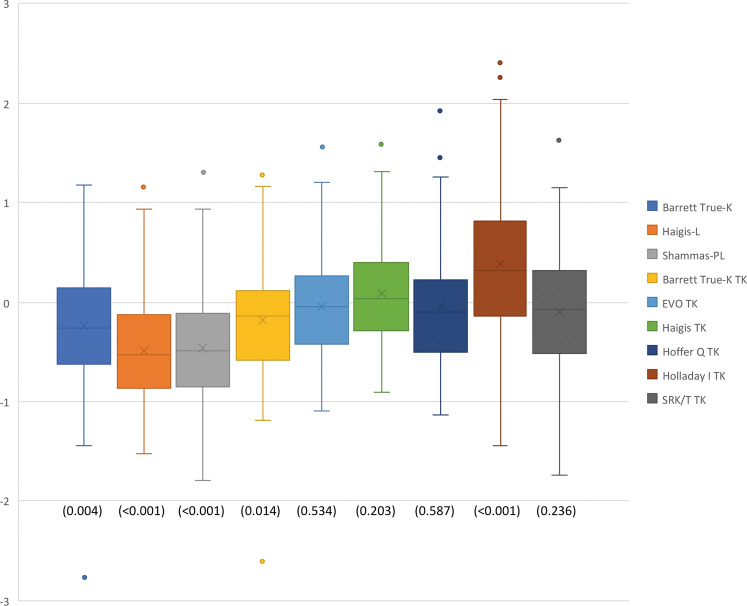 3
2
1
0
-1
-2
-3
(0.004) (<0.001) (<0.001) (0.014) (0.534) (0.203) (0.587) (<0.001) (0.236)
Barrett True-K
Haigis-L
Shammas-PL
Barrett True-K TK
EVO TK
Haigis TK
Hoffer Q TK
Holladay I TK
SRK/T TK